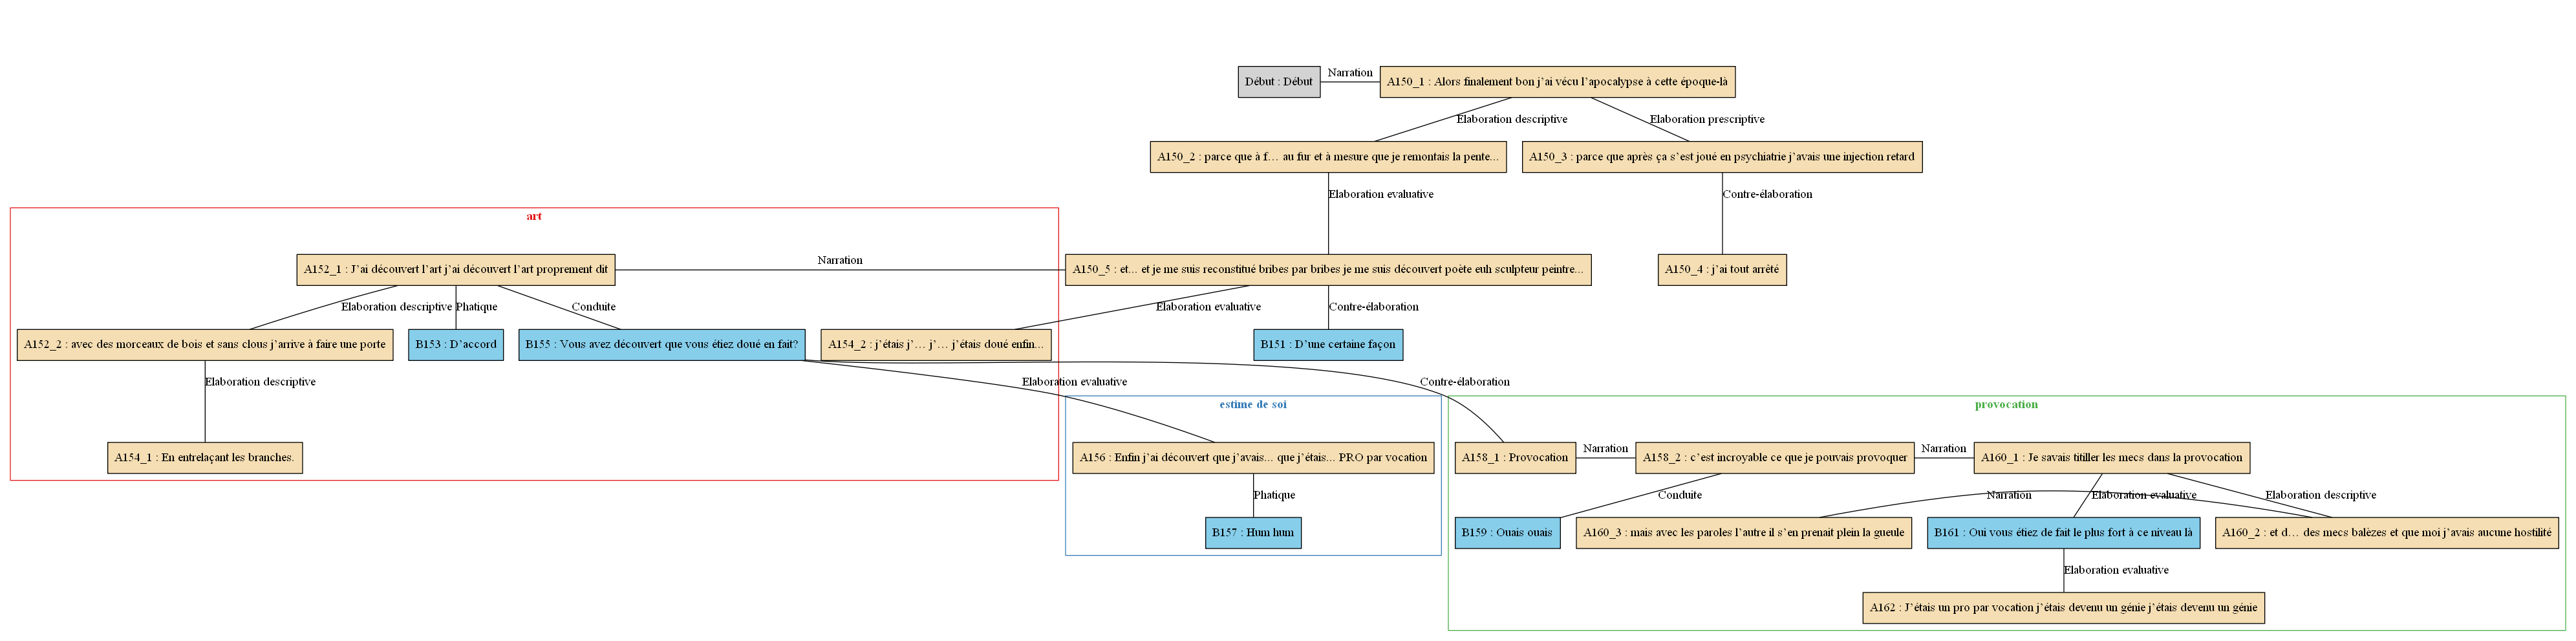 Début : Début
Narration
A150_1 : Alors finalement bon j'ai vécu l'apocalypse à cette époque-là
Elaboration descriptive
Elaboration prescriptive
A150_2 : parce que à f… au fur et à mesure que je remontais la pente...
A150_3 : parce que après ça s'est joué en psychiatrie j'avais une injection retard
Elaboration evaluative
Contre-élaboration
art
A152_1 : J'ai découvert l'art j'ai découvert l'art proprement dit
Narration
A150_5 : et... et je me suis reconstitué bribes par bribes je me suis découvert poète euh sculpteur peintre...
A150_4 : j'ai tout arrêté
Elaboration descriptive
Phatique
Conduite
Elaboration evaluative
Contre-élaboration
A152_2 : avec des morceaux de bois et sans clous j'arrive à faire une porte
B153 : D'accord
B155 : Vous avez découvert que vous étiez doué en fait?
A154_2 : j'étais j'… j'… j'étais doué enfin...
B151 : D'une certaine façon
Elaboration descriptive
Elaboration evaluative
Contre-élaboration
estime de soi
provocation
A154_1 : En entrelaçant les branches.
A156 : Enfin j'ai découvert que j'avais... que j'étais... PRO par vocation
A158_1 : Provocation
Narration
A158_2 : c'est incroyable ce que je pouvais provoquer
Narration
A160_1 : Je savais titiller les mecs dans la provocation
Phatique
Conduite
Narration
Elaboration evaluative
Elaboration descriptive
B157 : Hum hum
B159 : Ouais ouais
A160_3 : mais avec les paroles l'autre il s'en prenait plein la gueule
B161 : Oui vous étiez de fait le plus fort à ce niveau là
A160_2 : et d… des mecs balèzes et que moi j'avais aucune hostilité
Elaboration evaluative
A162 : J'étais un pro par vocation j'étais devenu un génie j'étais devenu un génie